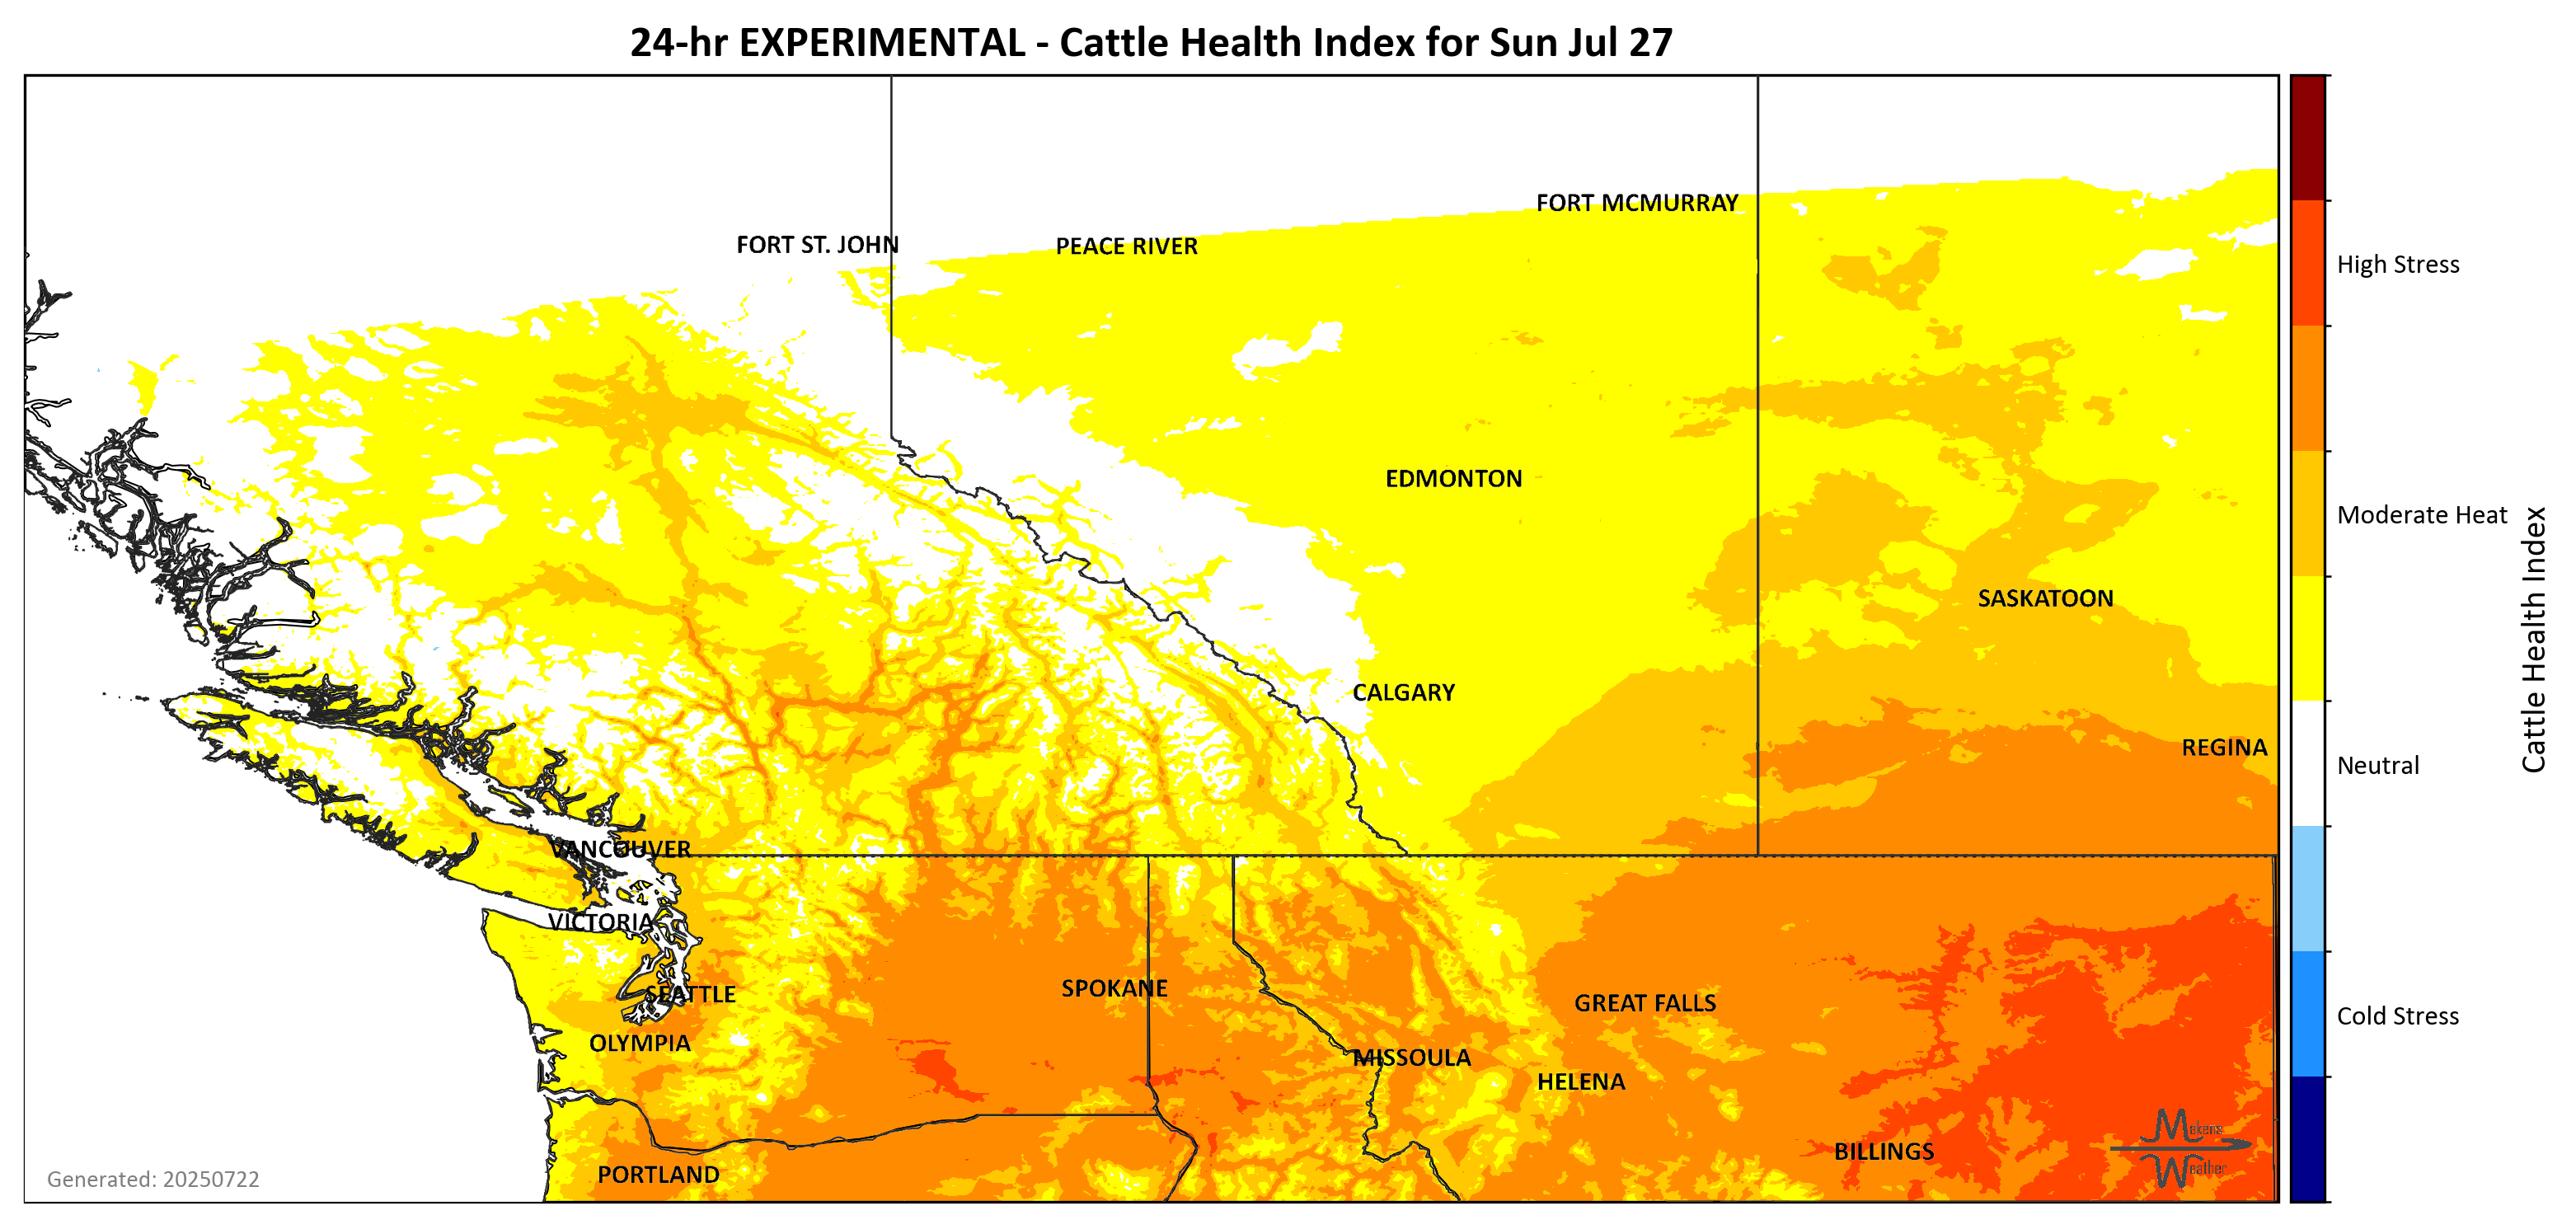 24-hr EXPERIMENTAL - Cattle Health Index for Sun Jul 27
FORT MCMURRAY
FORT ST. JOHN
PEACE RIVER
High Stress
EDMONTON
Moderate Heat
SASKATOON
Cattle Health Index
CALGARY
REGINA
Neutral
VANCOUVER
VICTORIA
SPOKANE
SEATTLE
GREAT FALLS
Cold Stress
OLYMPIA
MISSOULA
HELENA
Makens
Weather
BILLINGS
PORTLAND
Generated: 20250722